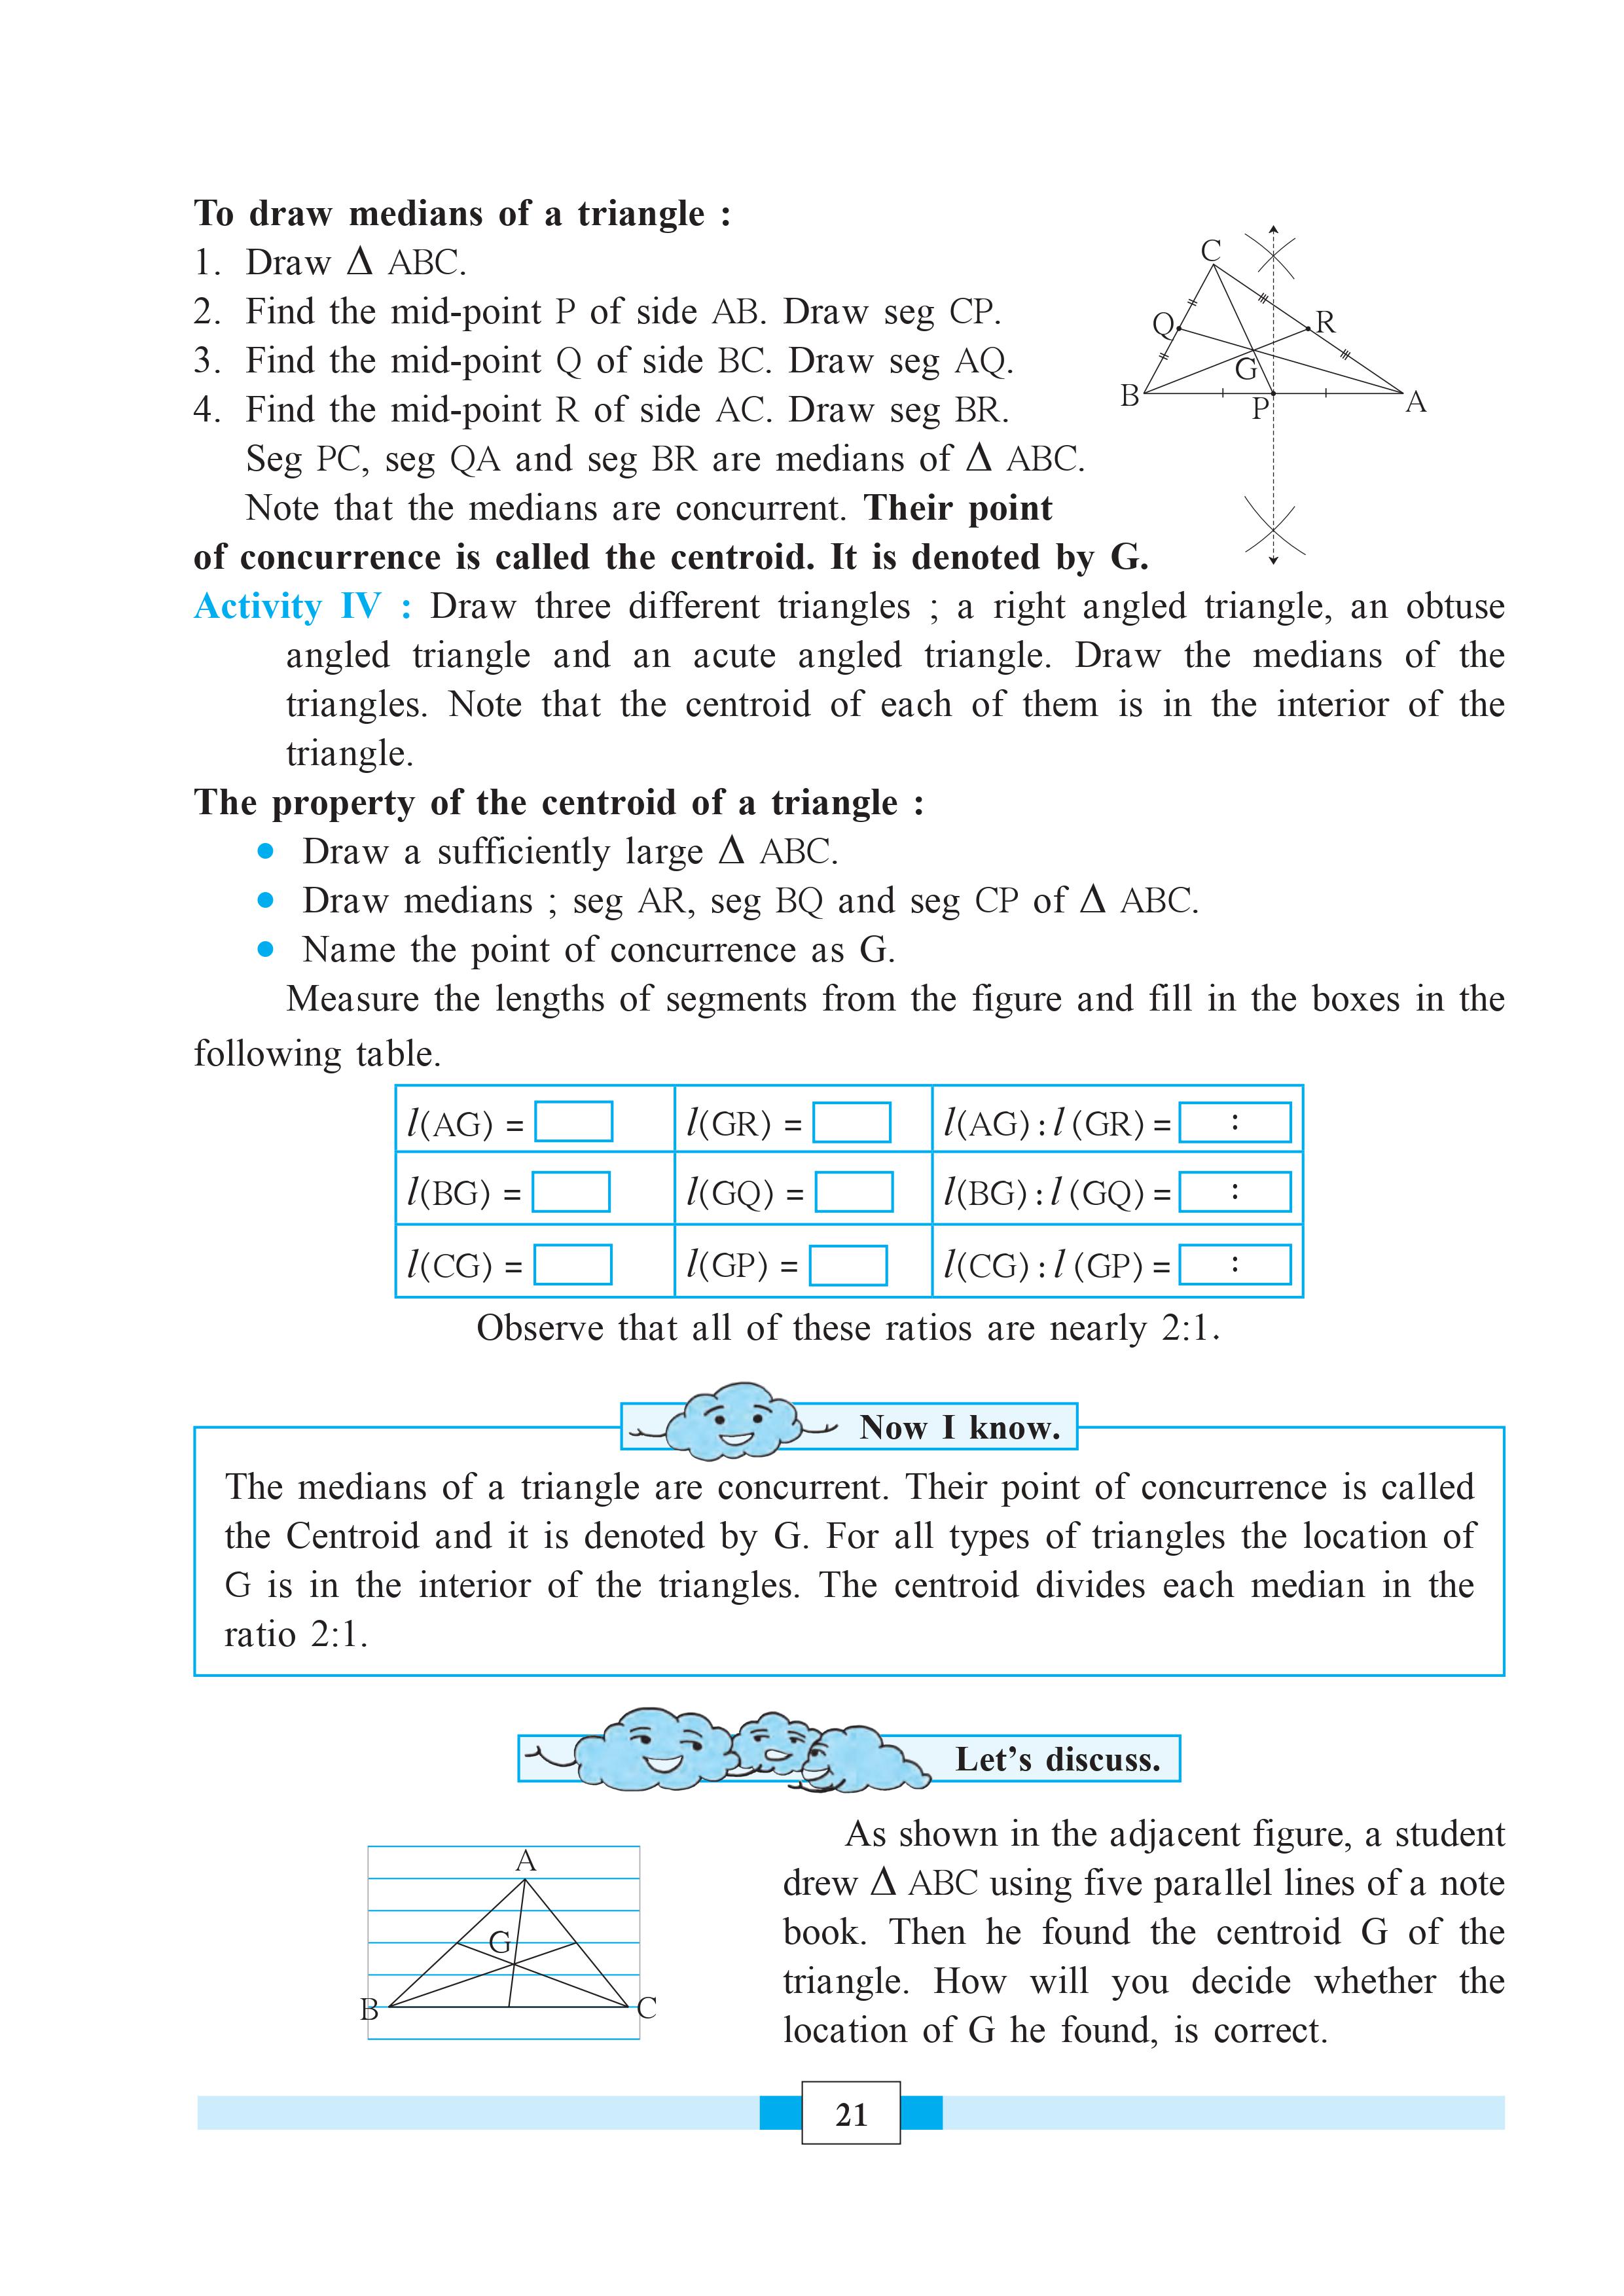 To draw medians of a triangle :
1. Draw Δ ABC.
2. Find the mid-point P of side AB. Draw seg CP.
3. Find the mid-point Q of side BC. Draw seg AQ.
4. Find the mid-point R of side AC. Draw seg BR.
Seg PC, seg QA and seg BR are medians of Δ ABC.
Note that the medians are concurrent. Their point
of concurrence is called the centroid. It is denoted by G.
C
Q
R
G
B
P
A
Activity IV : Draw three different triangles ; a right angled triangle, an obtuse
angled triangle and an acute angled triangle. Draw the medians of the
triangles. Note that the centroid of each of them is in the interior of the
triangle.
The property of the centroid of a triangle :
• Draw a sufficiently large Δ ABC.
• Draw medians ; seg AR, seg BQ and seg CP of Δ ABC.
• Name the point of concurrence as G.
Measure the lengths of segments from the figure and fill in the boxes in the
following table.
l(AG) = l(GR) = l(AG) : l (GR) = :
l(BG) = l(GQ) = l(BG) : l (GQ) = :
l(CG) = l(GP) = l(CG) : l (GP) = :
Observe that all of these ratios are nearly 2:1.
Now I know.
The medians of a triangle are concurrent. Their point of concurrence is called
the Centroid and it is denoted by G. For all types of triangles the location of
G is in the interior of the triangles. The centroid divides each median in the
ratio 2:1.
Let's discuss.
A
G
B
C
As shown in the adjacent figure, a student
drew Δ ABC using five parallel lines of a note
book. Then he found the centroid G of the
triangle. How will you decide whether the
location of G he found, is correct.
21